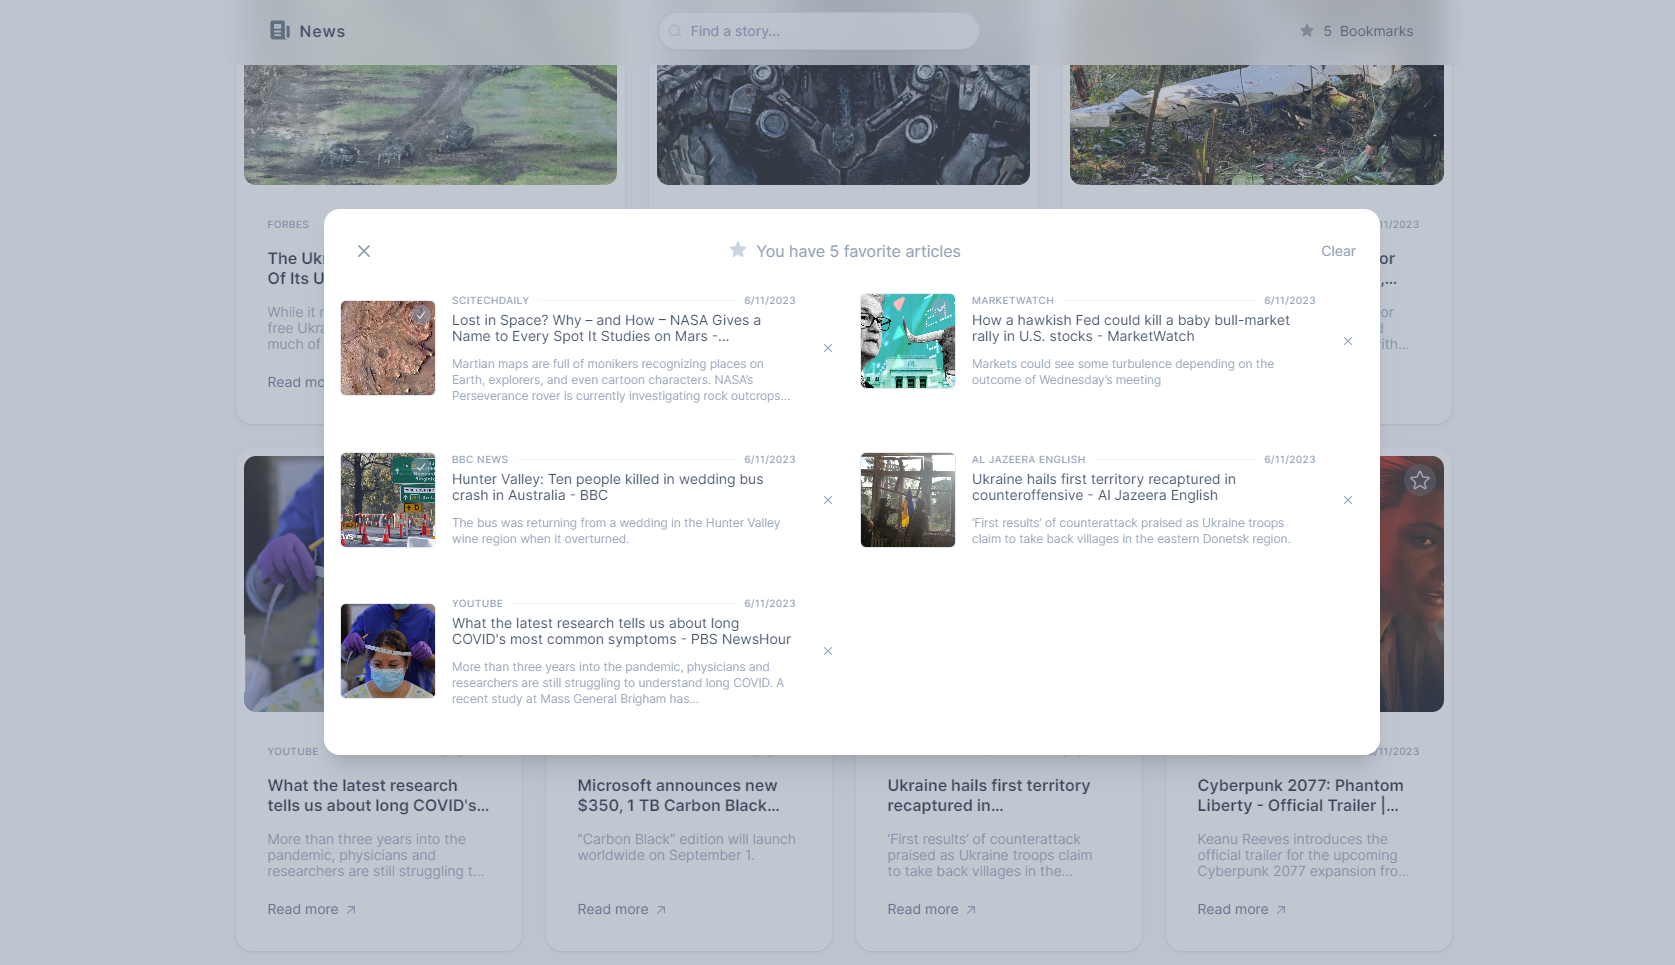 News
Find a story...
5 Bookmarks
FORBES
11/2023
The Uk
Of Its U
or
,...
While it r
free Ukra
much of
or
d
ith...
Read mo
You have 5 favorite articles
Clear
SCITECHDAILY 6/11/2023
Lost in Space? Why – and How – NASA Gives a
Name to Every Spot It Studies on Mars -...
Martian maps are full of monikers recognizing places on
Earth, explorers, and even cartoon characters. NASA's
Perseverance rover is currently investigating rock outcrops...
MARKETWATCH 6/11/2023
How a hawkish Fed could kill a baby bull-market
rally in U.S. stocks - MarketWatch
Markets could see some turbulence depending on the
outcome of Wednesday's meeting
BBC NEWS 6/11/2023
Hunter Valley: Ten people killed in wedding bus
crash in Australia - BBC
The bus was returning from a wedding in the Hunter Valley
wine region when it overturned.
AL JAZEERA ENGLISH 6/11/2023
Ukraine hails first territory recaptured in
counteroffensive - Al Jazeera English
'First results' of counterattack praised as Ukraine troops
claim to take back villages in the eastern Donetsk region.
YOUTUBE 6/11/2023
What the latest research tells us about long
COVID's most common symptoms - PBS NewsHour
More than three years into the pandemic, physicians and
researchers are still struggling to understand long COVID. A
recent study at Mass General Brigham has...
YOUTUBE
/11/2023
What the latest research
tells us about long COVID's...
More than three years into the
pandemic, physicians and
researchers are still struggling t...
Read more
Microsoft announces new
$350, 1 TB Carbon Black...
"Carbon Black" edition will launch
worldwide on September 1.
Read more
Ukraine hails first territory
recaptured in...
'First results' of counterattack
praised as Ukraine troops claim
to take back villages in the...
Read more
Cyberpunk 2077: Phantom
Liberty - Official Trailer |...
Keanu Reeves introduces the
official trailer for the upcoming
Cyberpunk 2077 expansion fro...
Read more